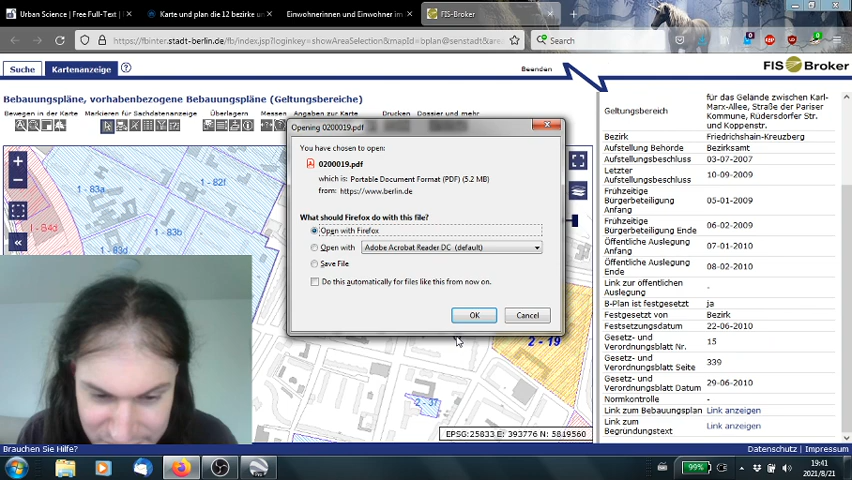 Urban Science | Free Full-Text |
Karte und plan die 12 bezirke un
Einwohnerinnen und Einwohner im
FIS-Broker
https://fbinter.stadt-berlin.de/fb/index.jsp?loginkey=showAreaSelection&mapId=bplan@senstadt&are
Search
Suche
Kartenanzeige
Beenden
FIS Broker
Bebauungspläne, vorhabenbezogene Bebauungspläne (Geltungsbereiche)
Bewegen in der Karte
Markieren für Sachdatenanzeige
Überlagern
Messen
Angaben zur Karte
Drucken
Dossier und mehr
Opening 0200019.pdf
You have chosen to open:
0200019.pdf
which is: Portable Document Format (PDF) (5.2 MB)
from: https://www.berlin.de
What should Firefox do with this file?
Open with Firefox
Open with
Adobe Acrobat Reader DC (default)
Save File
Do this automatically for files like this from now on.
OK
Cancel
1 - 83a
1 - 82f
1 - 84d
1 - 83d
1 - 83b
2 - 19
2 - 37
EPSG:25833 E: 393776 N: 5819560
Geltungsbereich
für das Gelände zwischen Karl-
Marx-Allee, Straße der Pariser
Kommune, Rüdersdorfer Str.
und Koppenstr.
Bezirk
Friedrichshain-Kreuzberg
Aufstellung Behörde
Bezirksamt
Aufstellungsbeschluss
03-07-2007
Letzter
Aufstellungsbeschluss
10-09-2009
Frühzeitige
Bürgerbeteiligung
Anfang
05-01-2009
Frühzeitige
Bürgerbeteiligung Ende
06-02-2009
Öffentliche Auslegung
Anfang
07-01-2010
Öffentliche Auslegung
Ende
08-02-2010
Link zur öffentlichen
Auslegung
-
B-Plan ist festgesetzt
ja
Festgesetzt von
Bezirk
Festsetzungsdatum
22-06-2010
Gesetz- und
Verordnungsblatt Nr.
15
Gesetz- und
Verordnungsblatt Seite
339
Gesetz- und
Verordnungsblatt Datum
29-06-2010
Normkontrolle
-
Link zum Bebauungsplan
Link anzeigen
Link zum
Begründungstext
Link anzeigen
Brauchen Sie Hilfe?
Datenschutz | Impressum
99%
19:41
2021/8/21